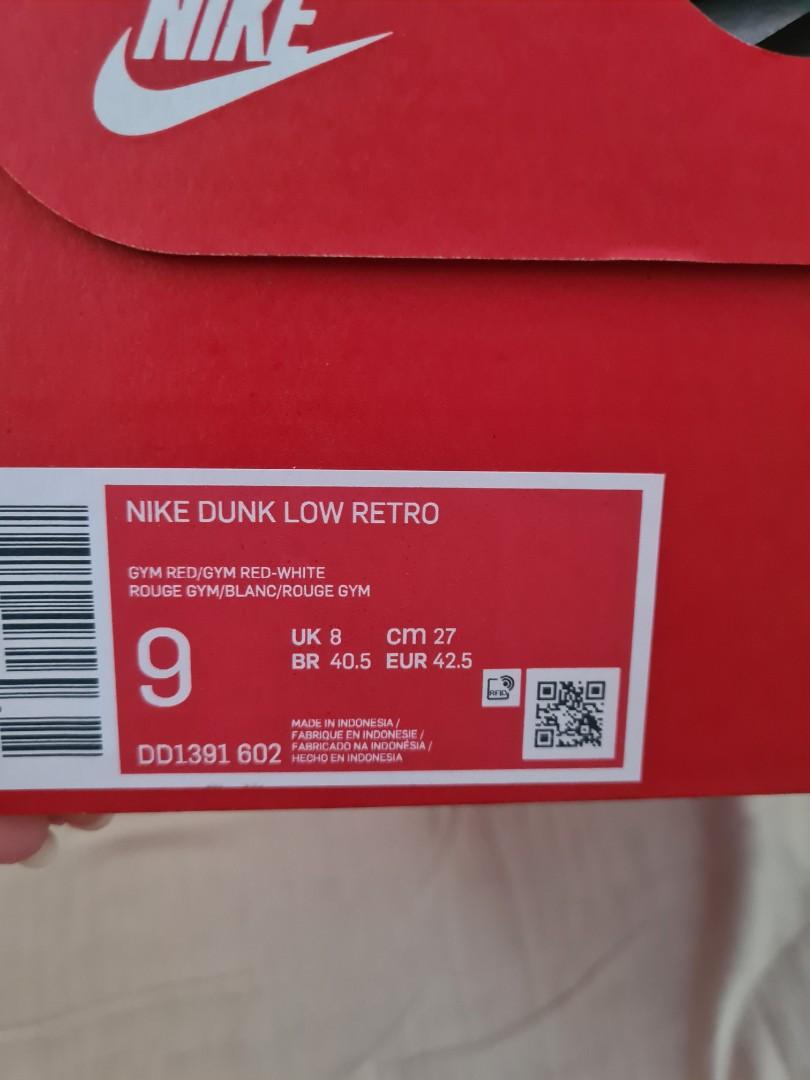 NIKE
NIKE DUNK LOW RETRO
GYM RED/GYM RED-WHITE
ROUGE GYM/BLANC/ROUGE GYM
9
UK 8 cm 27
BR 40.5 EUR 42.5
RFID
MADE IN INDONESIA /
FABRIQUE EN INDONESIE /
FABRICADO NA INDONÉSIA /
HECHO EN INDONESIA
DD1391 602